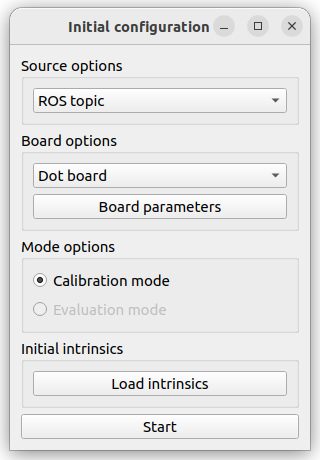 Initial configuration
Source options
ROS topic
Board options
Dot board
Board parameters
Mode options
Calibration mode
Evaluation mode
Initial intrinsics
Load intrinsics
Start